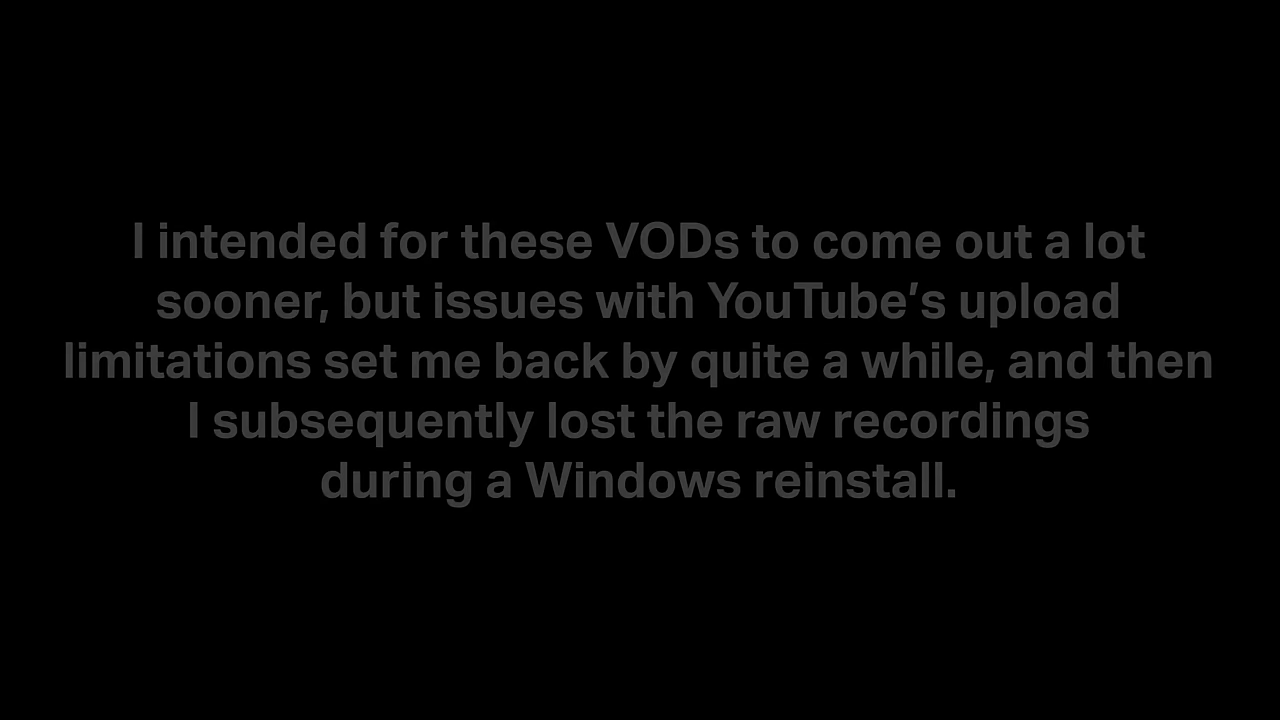 I intended for these VODs to come out a lot
sooner, but issues with YouTube’s upload
limitations set me back by quite a while, and then
I subsequently lost the raw recordings
during a Windows reinstall.